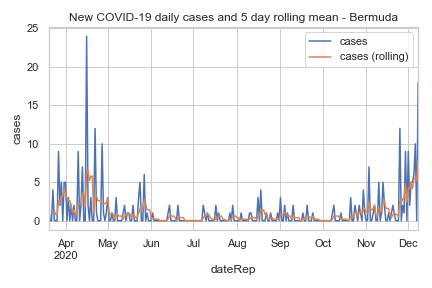 New COVID-19 daily cases and 5 day rolling mean - Bermuda
cases
cases (rolling)
25
20
15
10
5
0
cases
Apr May Jun Jul Aug Sep Oct Nov Dec
2020
dateRep